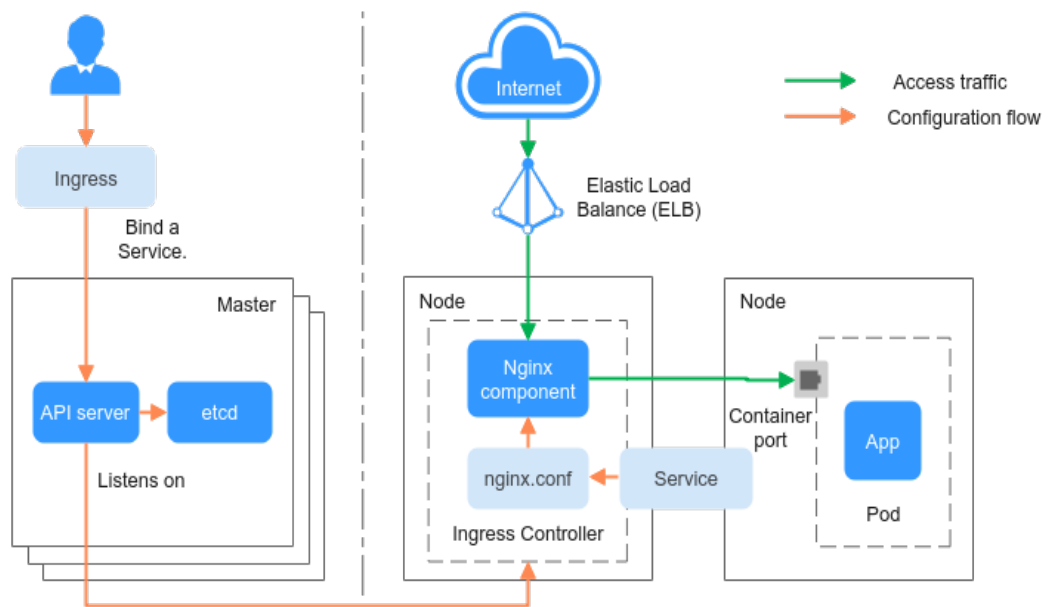 Internet
Access traffic
Configuration flow
Ingress
Elastic Load
Balance (ELB)
Bind a
Service.
Master
Node
Node
Nginx
component
API server
etcd
Container
port
App
Listens on
nginx.conf
Service
Pod
Ingress Controller